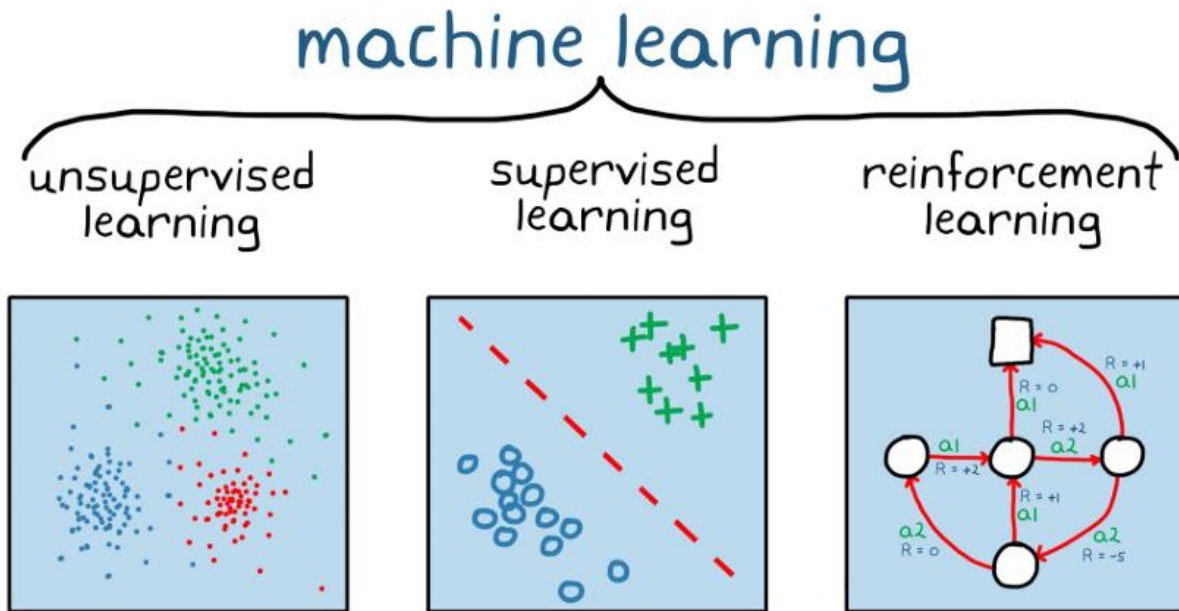 machine learning
unsupervised
learning
supervised
learning
reinforcement
learning
R = 0
a1
R = +1
a1
R = +2
a2
a1
R = +2
R = +1
a1
a2
R = 0
a2
R = -5